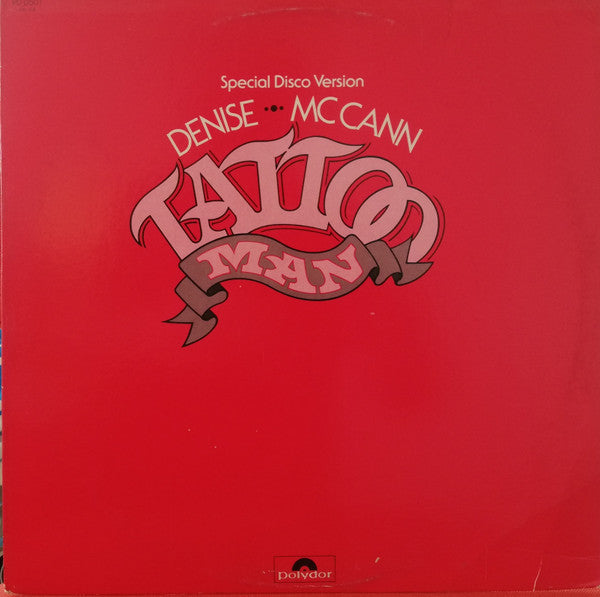 Special Disco Version
DENISE MCCANN
TATTOO
MAN
polydor